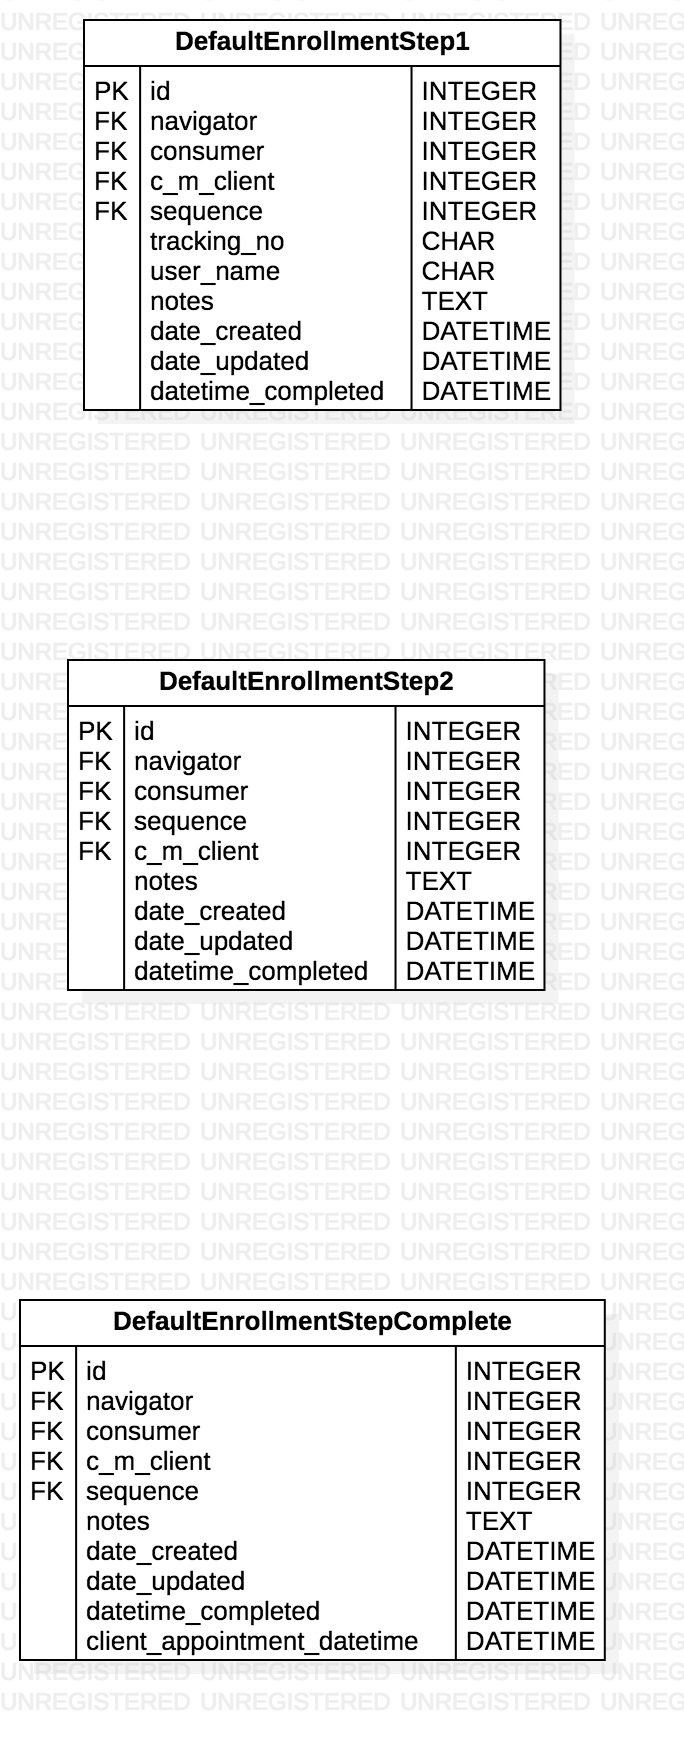 DefaultEnrollmentStep1
PK id INTEGER
FK navigator INTEGER
FK consumer INTEGER
FK c_m_client INTEGER
FK sequence INTEGER
tracking_no CHAR
user_name CHAR
notes TEXT
date_created DATETIME
date_updated DATETIME
datetime_completed DATETIME
UNREGISTERED UNREGISTERED UNREGISTERED UNREG
DefaultEnrollmentStep2
PK id INTEGER
FK navigator INTEGER
FK consumer INTEGER
FK sequence INTEGER
FK c_m_client INTEGER
notes TEXT
date_created DATETIME
date_updated DATETIME
datetime_completed DATETIME
UNREGISTERED UNREGISTERED UNREGISTERED UNREG
DefaultEnrollmentStepComplete
PK id INTEGER
FK navigator INTEGER
FK consumer INTEGER
FK c_m_client INTEGER
FK sequence INTEGER
notes TEXT
date_created DATETIME
date_updated DATETIME
datetime_completed DATETIME
client_appointment_datetime DATETIME
UNREGISTERED UNREGISTERED UNREGISTERED UNREG